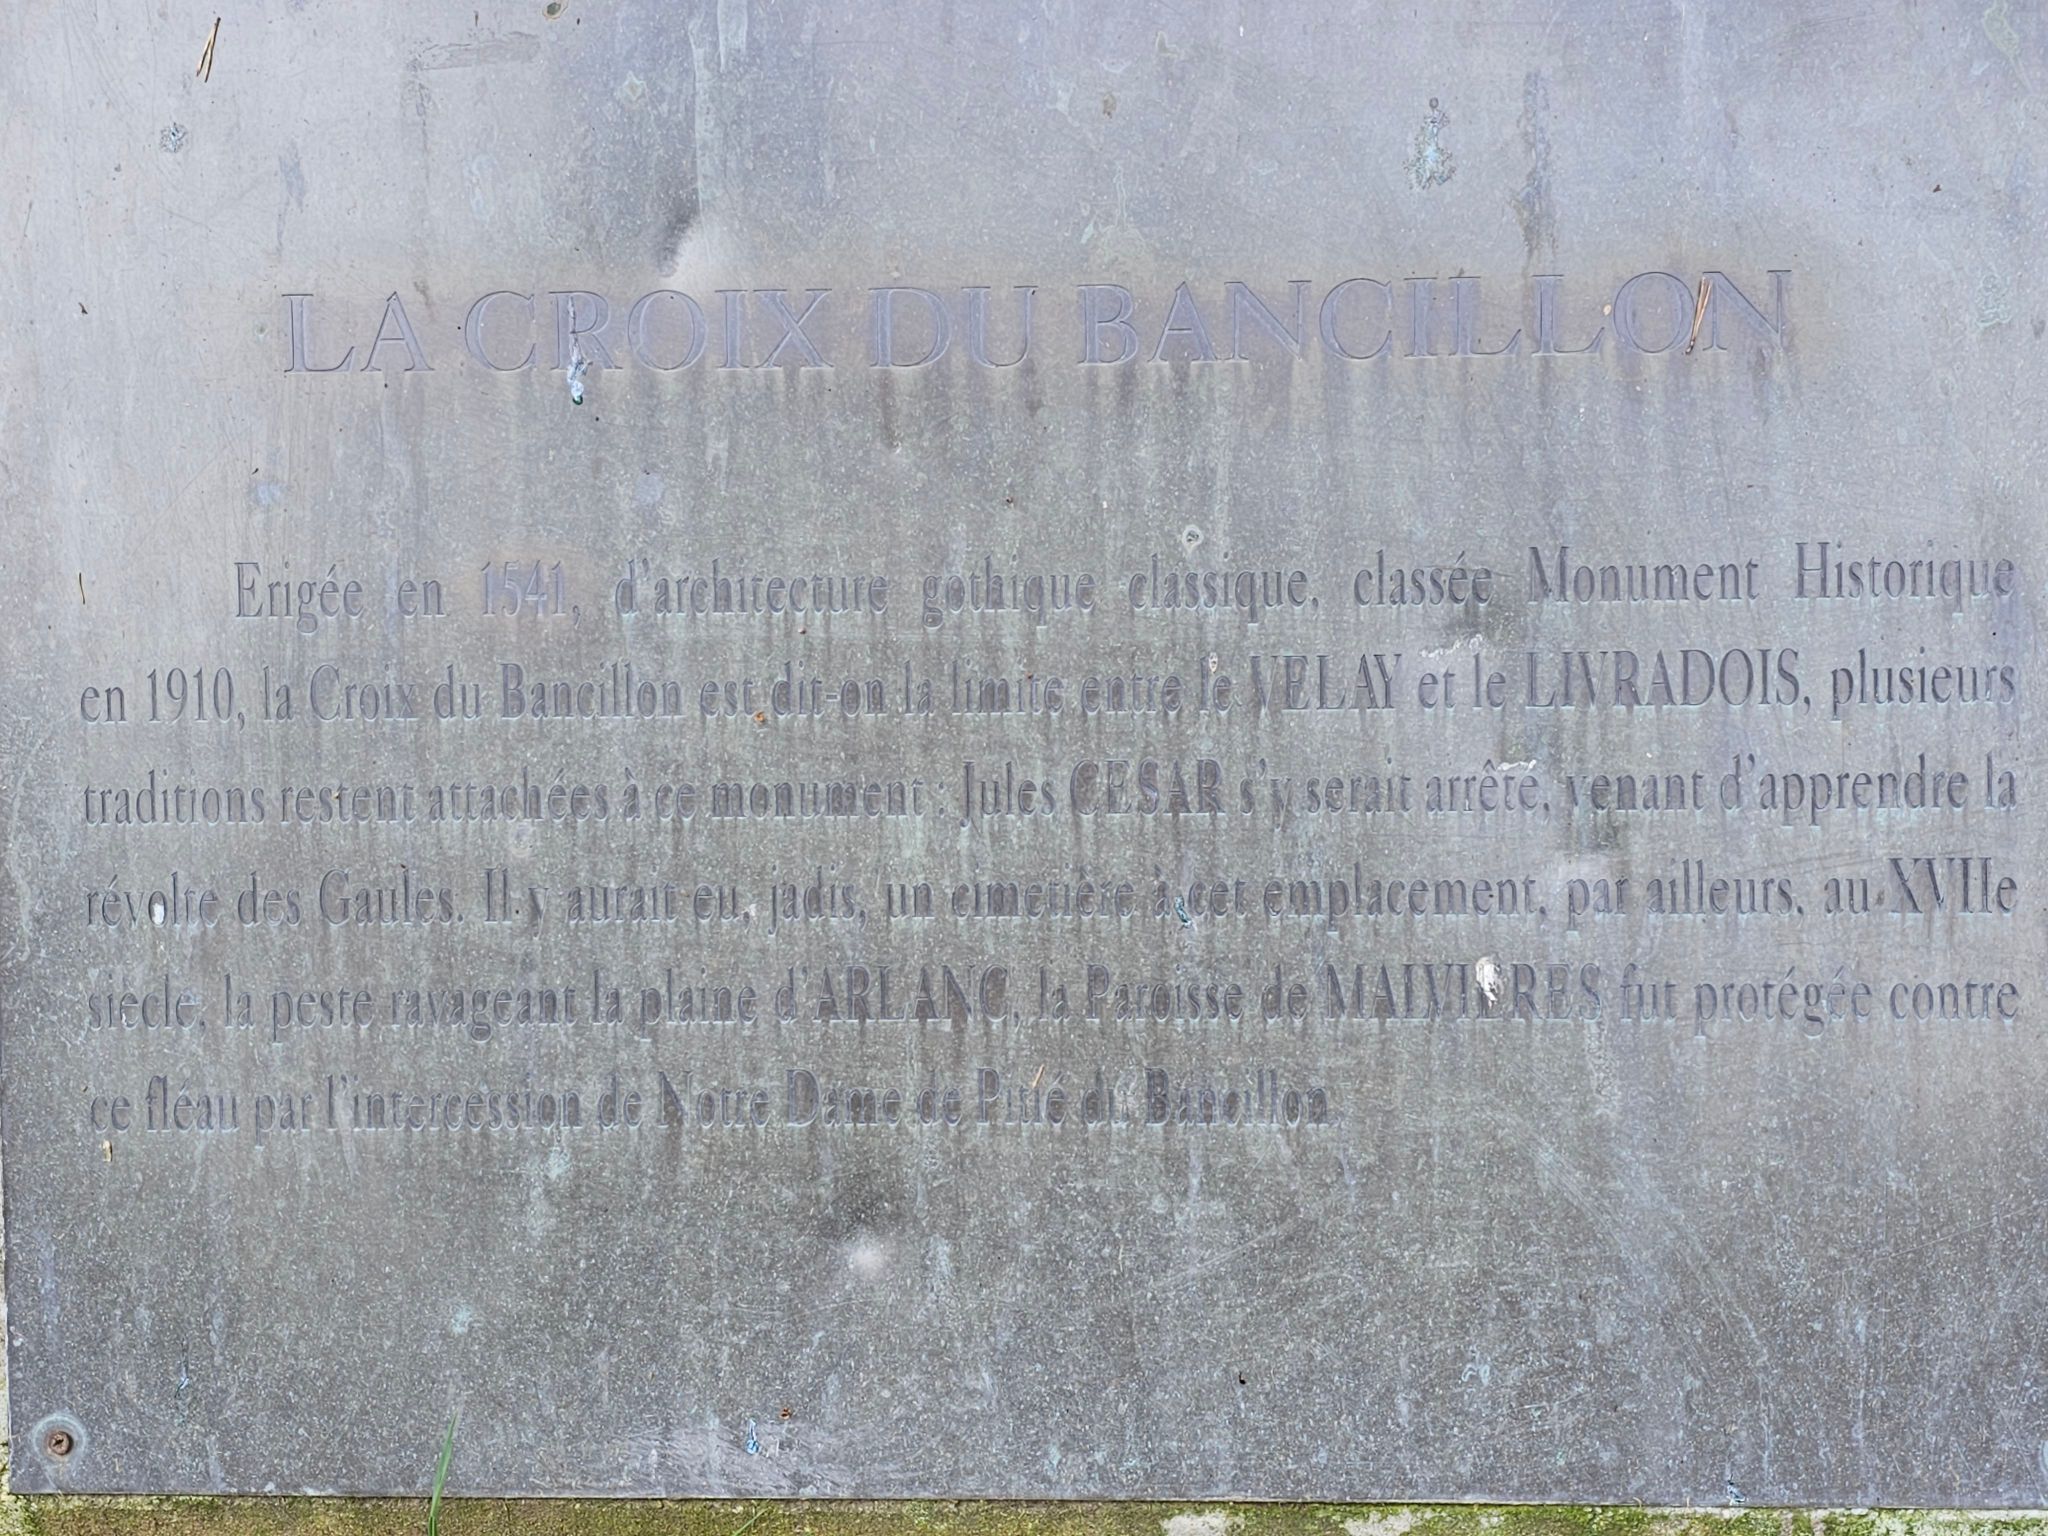 LA CROIX DU BANCILLON
Erigée en 1541, d'architecture gothique classique, classée Monument Historique
en 1910, la Croix du Bancillon est dit-on la limite entre le VELAY et le LIVRADOIS, plusieurs
traditions restent attachées à ce monument : Jules CESAR s'y serait arrêté, venant d'apprendre la
révolte des Gaules. Il y aurait eu, jadis, un cimetière à cet emplacement, par ailleurs, au XVIIe
siècle, la peste ravageant la plaine d'ARLANC, la Paroisse de MALVIERES fut protégée contre
ce fléau par l'intercession de Notre Dame de Pitié du Bancillon.